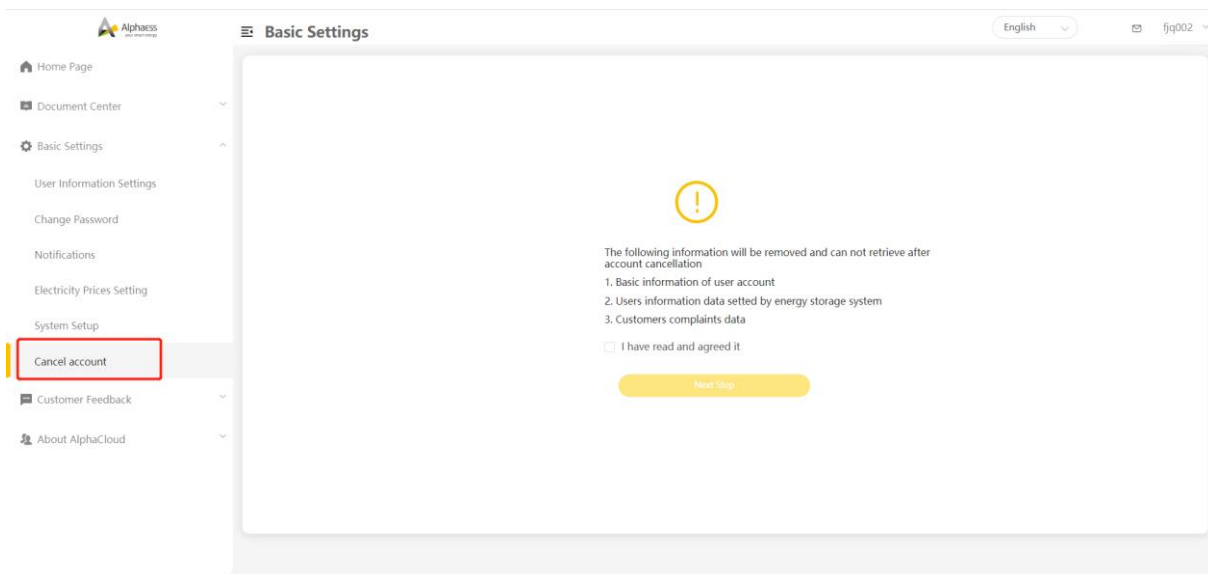 Alphaess
Basic Settings
English
fjq002
Home Page
Document Center
Basic Settings
User Information Settings
Change Password
Notifications
Electricity Prices Setting
System Setup
Cancel account
Customer Feedback
About AlphaCloud
The following information will be removed and can not retrieve after
account cancellation
1. Basic information of user account
2. Users information data setted by energy storage system
3. Customers complaints data
I have read and agreed it
Next Step